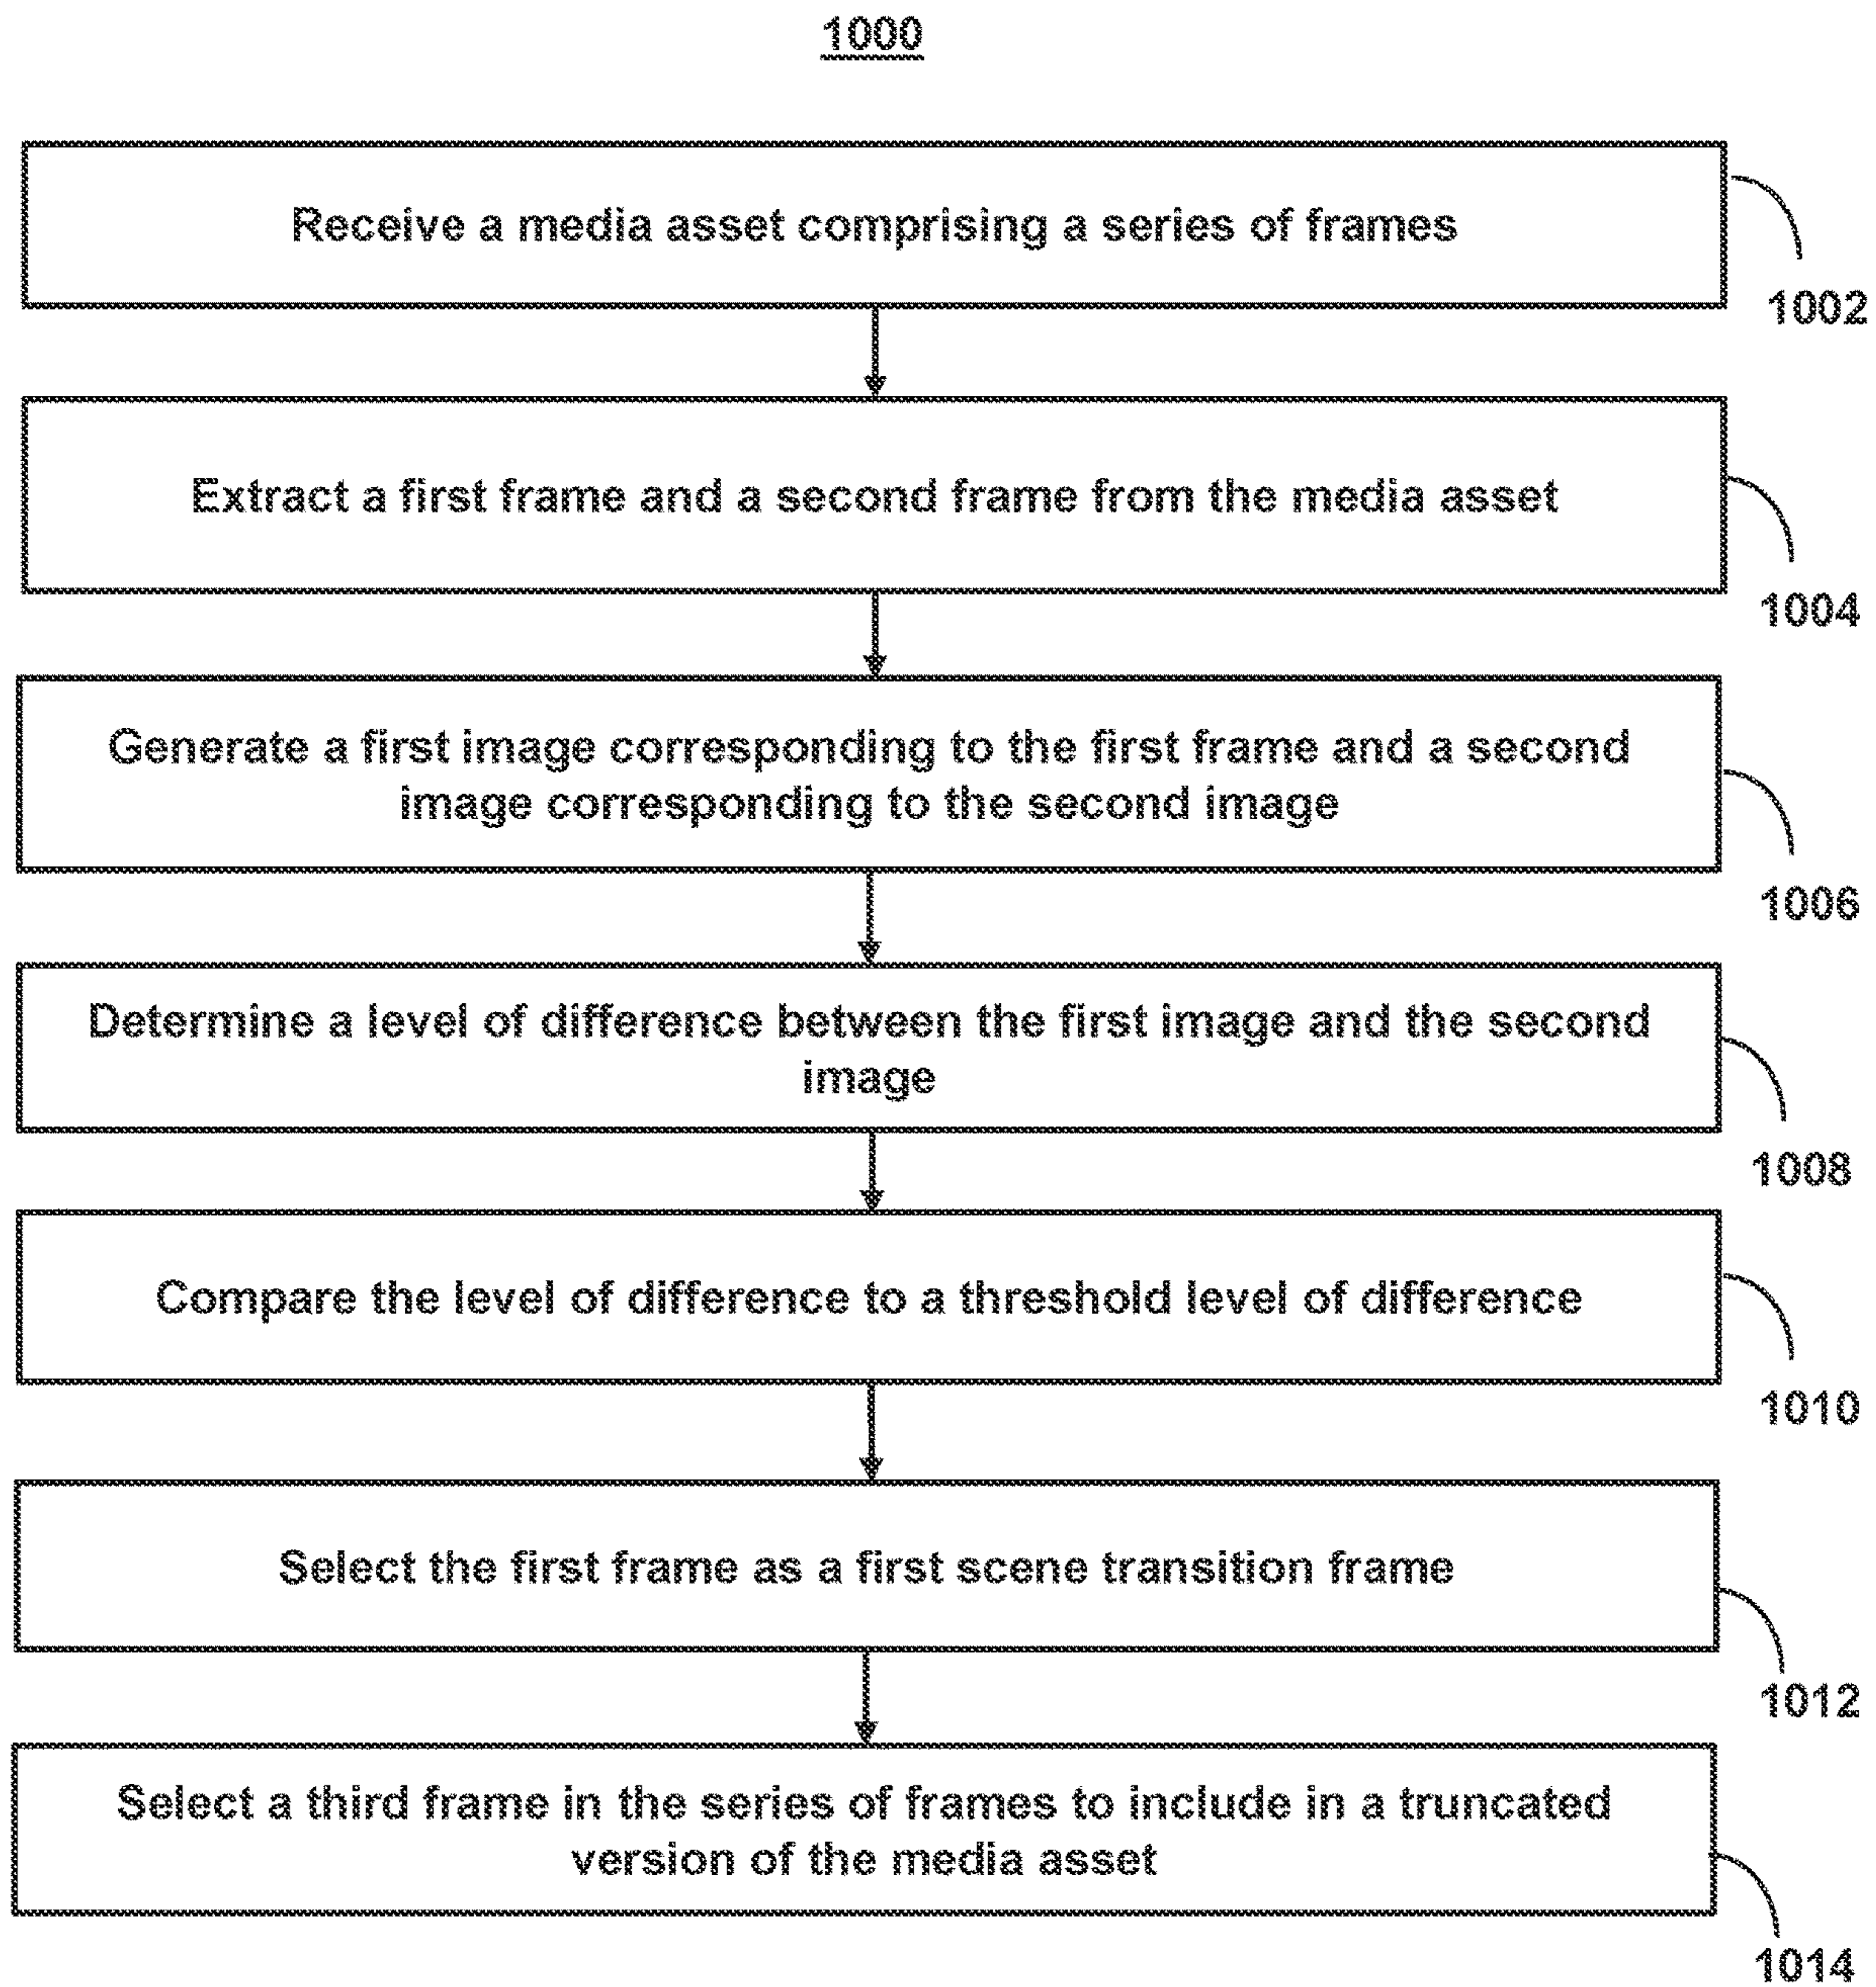 1000
Receive a media asset comprising a series of frames
1002
Extract a first frame and a second frame from the media asset
1004
Generate a first image corresponding to the first frame and a second
image corresponding to the second image
1006
Determine a level of difference between the first image and the second
image
1008
Compare the level of difference to a threshold level of difference
1010
Select the first frame as a first scene transition frame
1012
Select a third frame in the series of frames to include in a truncated
version of the media asset
1014